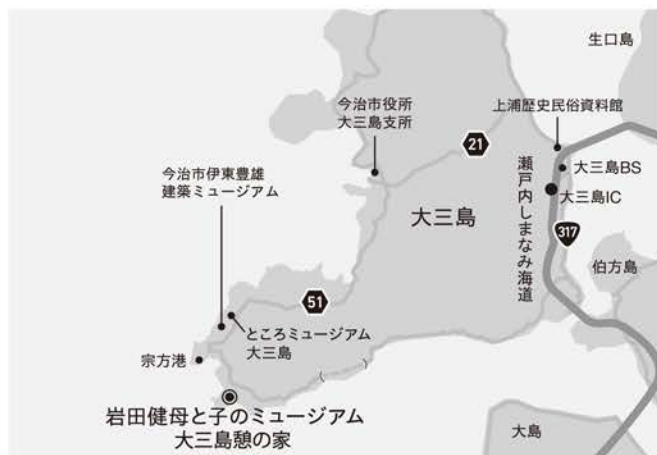 生口島
今治市役所
大三島支所
上浦歴史民俗資料館
21
大三島BS
今治市伊東豊雄
建築ミュージアム
大三島IC
大三島
瀬戸内しまなみ海道
317
伯方島
51
ところミュージアム
大三島
宗方港
岩田健母と子のミュージアム
大三島憩の家
大島